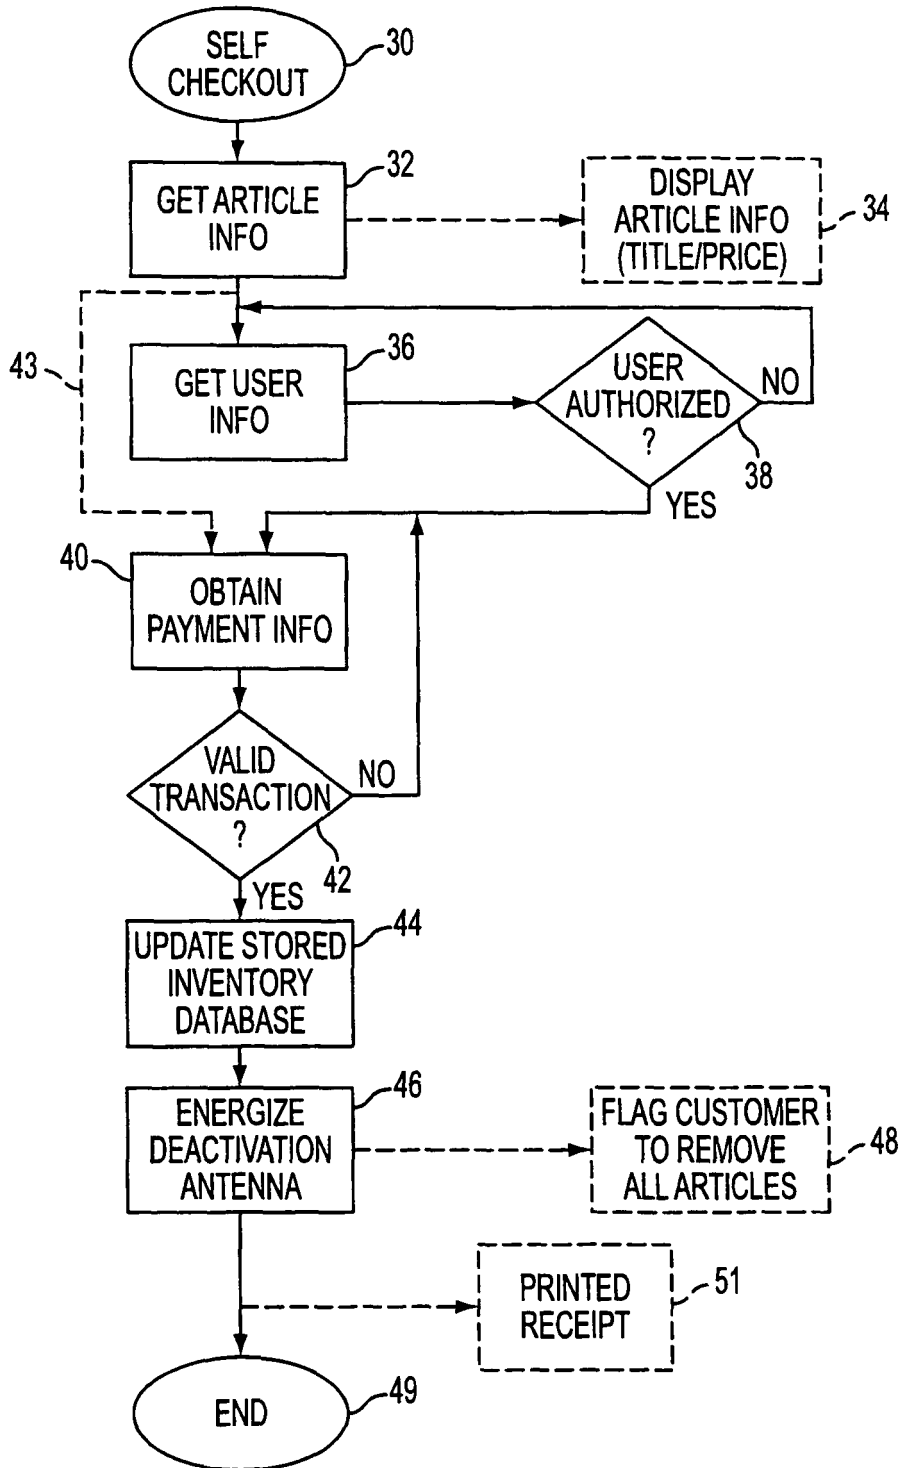 SELF
CHECKOUT
30
GET ARTICLE
INFO
32
DISPLAY
ARTICLE INFO
(TITLE/PRICE)
34
43
GET USER
INFO
36
USER
AUTHORIZED
?
NO
38
YES
40
OBTAIN
PAYMENT INFO
VALID
TRANSACTION
?
NO
42
YES
UPDATE STORED
INVENTORY
DATABASE
44
ENERGIZE
DEACTIVATION
ANTENNA
46
FLAG CUSTOMER
TO REMOVE
ALL ARTICLES
48
PRINTED
RECEIPT
51
END
49